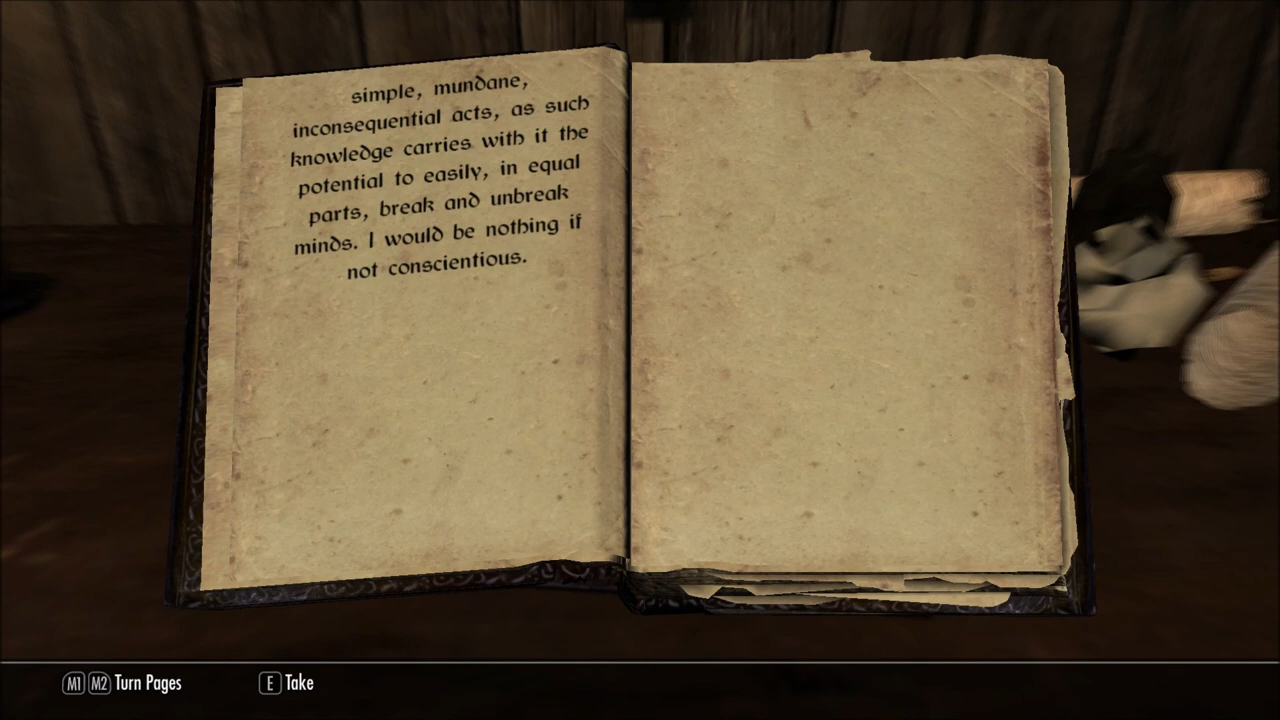 simple, mundane,
inconsequential acts, as such
knowledge carries with it the
potential to easily, in equal
parts, break and unbreak
minds. I would be nothing if
not conscientious.
M1 M2 Turn Pages
E Take